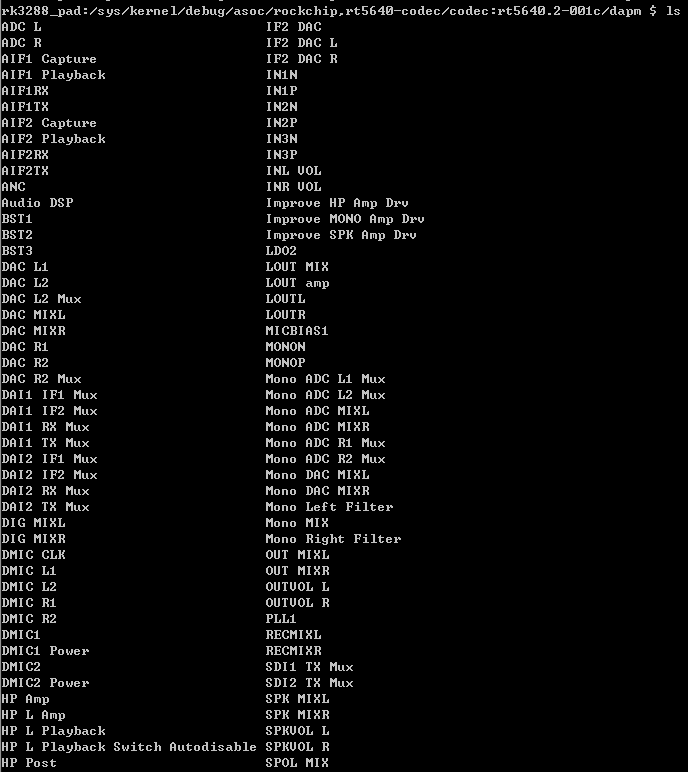 rk3288_pad:/sys/kernel/debug/asoc/rockchip,rt5640-codec/codec:rt5640.2-001c/dapm $ ls
ADC L IF2 DAC
ADC R IF2 DAC L
AIF1 Capture IF2 DAC R
AIF1 Playback IN1N
AIF1RX IN1P
AIF1TX IN2N
AIF2 Capture IN2P
AIF2 Playback IN3N
AIF2RX IN3P
AIF2TX INL VOL
ANC INR VOL
Audio DSP Improve HP Amp Drv
BST1 Improve MONO Amp Drv
BST2 Improve SPK Amp Drv
BST3 LDO2
DAC L1 LOUT MIX
DAC L2 LOUT amp
DAC L2 Mux LOUTL
DAC MIXL LOUTR
DAC MIXR MICBIAS1
DAC R1 MONON
DAC R2 MONOP
DAC R2 Mux Mono ADC L1 Mux
DAI1 IF1 Mux Mono ADC L2 Mux
DAI1 IF2 Mux Mono ADC MIXL
DAI1 RX Mux Mono ADC MIXR
DAI1 TX Mux Mono ADC R1 Mux
DAI2 IF1 Mux Mono ADC R2 Mux
DAI2 IF2 Mux Mono DAC MIXL
DAI2 RX Mux Mono DAC MIXR
DAI2 TX Mux Mono Left Filter
DIG MIXL Mono MIX
DIG MIXR Mono Right Filter
DMIC CLK OUT MIXL
DMIC L1 OUT MIXR
DMIC L2 OUTVOL L
DMIC R1 OUTVOL R
DMIC R2 PLL1
DMIC1 RECMIXL
DMIC1 Power RECMIXR
DMIC2 SDI1 TX Mux
DMIC2 Power SDI2 TX Mux
HP Amp SPK MIXL
HP L Amp SPK MIXR
HP L Playback SPKVOL L
HP L Playback Switch Autodisable SPKVOL R
HP Post SPOL MIX